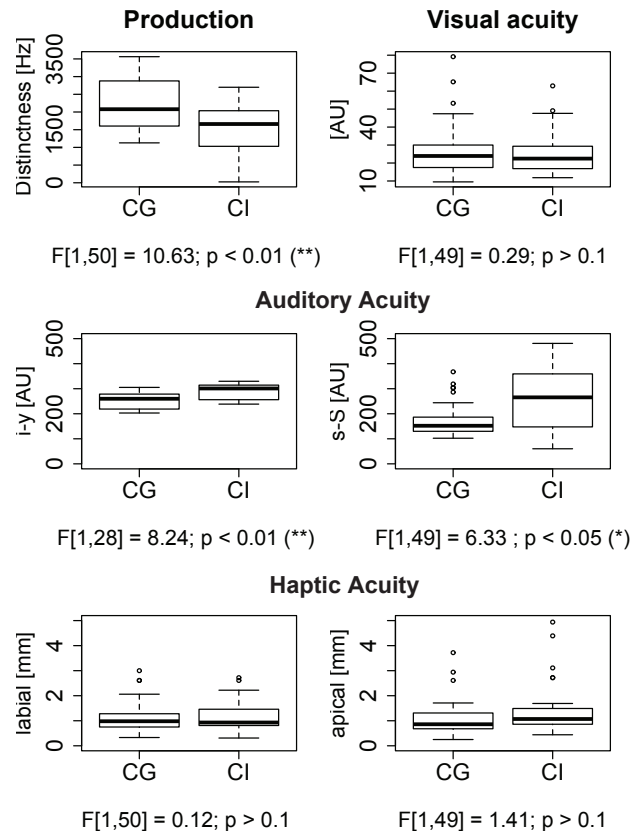 Production Visual acuity
Distinctness [Hz] 0 1500 3500 CG CI
[AU] 10 40 70 CG CI
F[1,50] = 10.63; p < 0.01 (**) F[1,49] = 0.29; p > 0.1
Auditory Acuity
i-y [AU] 0 200 500 CG CI
s-S [AU] 0 200 500 CG CI
F[1,28] = 8.24; p < 0.01 (**) F[1,49] = 6.33 ; p < 0.05 (*)
Haptic Acuity
labial [mm] 0 2 4 CG CI
apical [mm] 0 2 4 CG CI
F[1,50] = 0.12; p > 0.1 F[1,49] = 1.41; p > 0.1